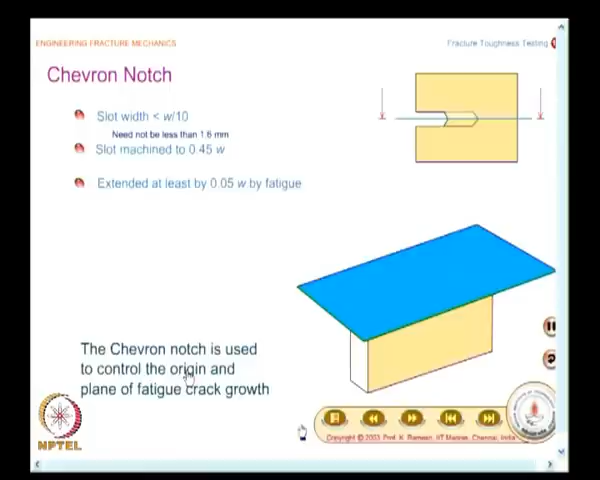 ENGINEERING FRACTURE MECHANICS
Fracture Toughness Testing
Chevron Notch
Slot width < w/10
Need not be less than 1.6 mm
Slot machined to 0.45 w
Extended at least by 0.05 w by fatigue
The Chevron notch is used
to control the origin and
plane of fatigue crack growth
NPTEL
Copyright © 2003 Prof. K. Ramesh, IIT Madras, Chennai, India